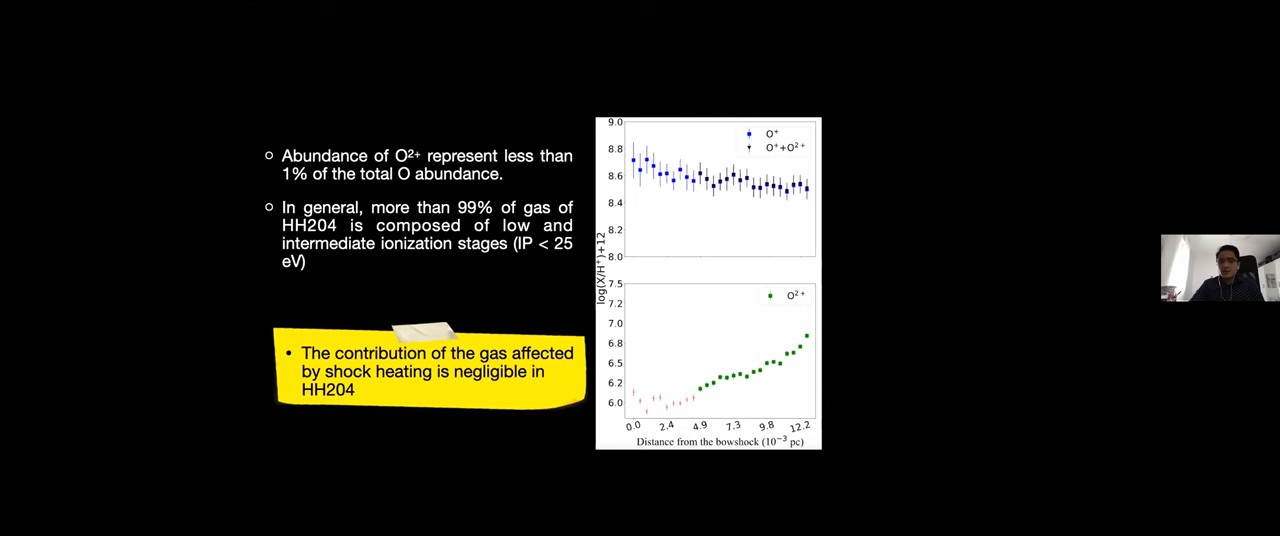 ○ Abundance of O²⁺ represent less than
1% of the total O abundance.
○ In general, more than 99% of gas of
HH204 is composed of low and
intermediate ionization stages (IP < 25
eV)
• The contribution of the gas affected
by shock heating is negligible in
HH204
9.0
8.8
8.6
8.4
8.2
8.0
O⁺
O⁺+O²⁺
log(X/H⁺)+12
7.5
7.2
7.0
6.8
6.5
6.2
6.0
O²⁺
0.0 2.4 4.9 7.3 9.8 12.2
Distance from the bowshock (10⁻³ pc)